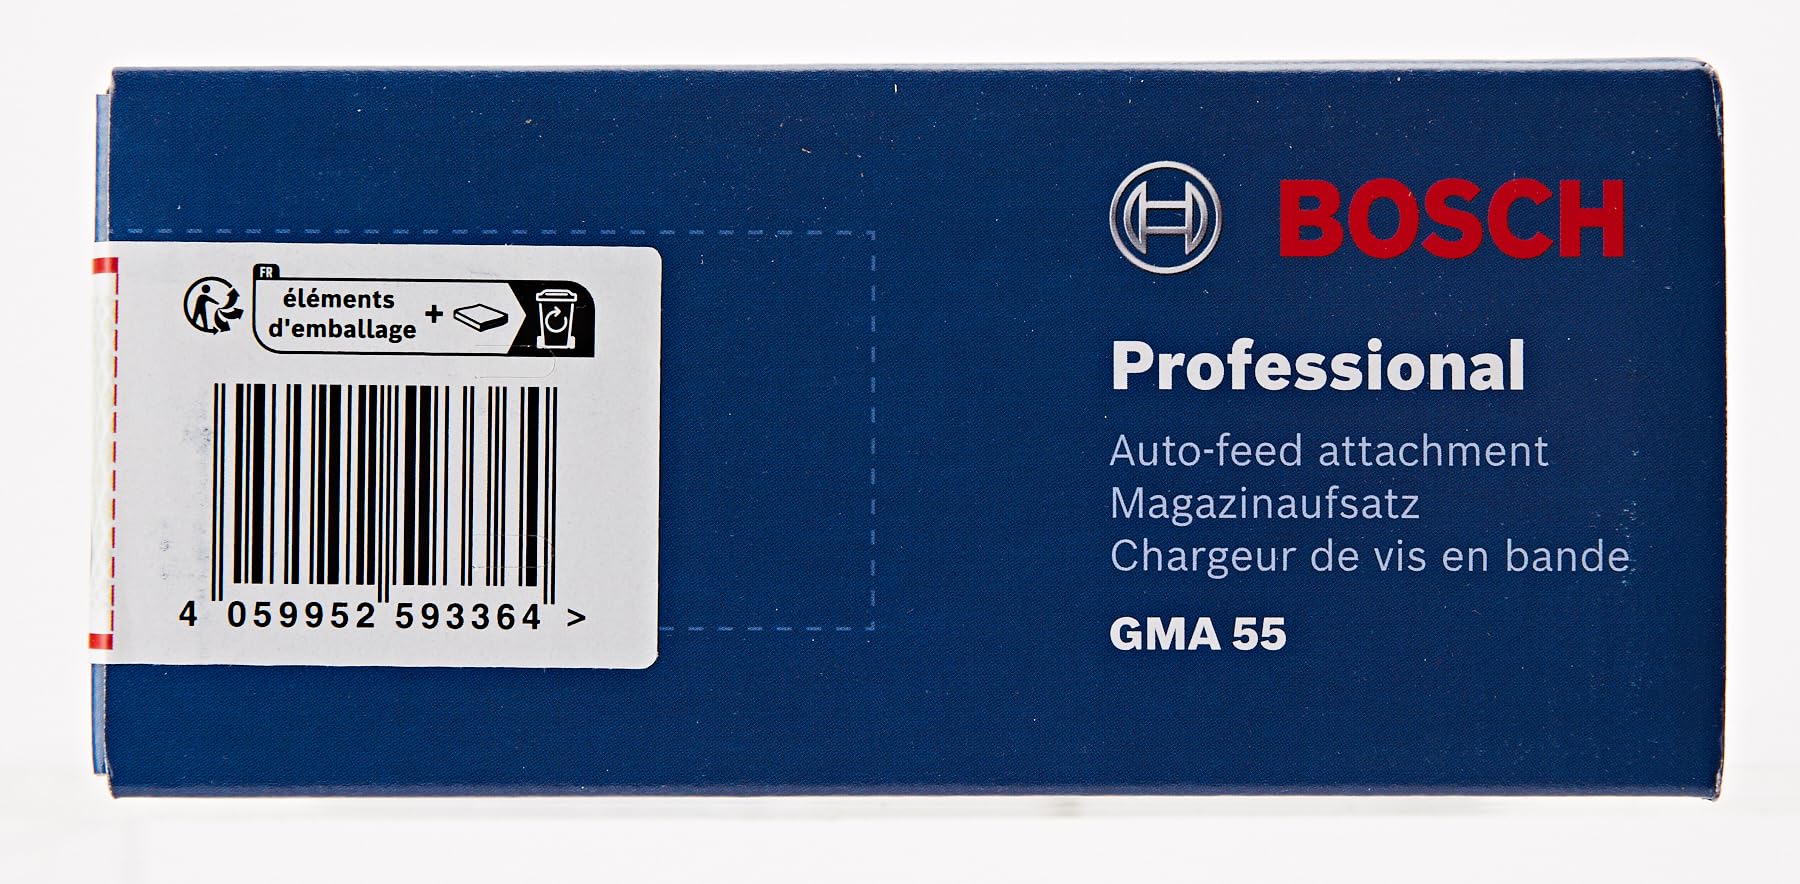 FR
éléments
d'emballage +
4 059952 593364 >
BOSCH
Professional
Auto-feed attachment
Magazinaufsatz
Chargeur de vis en bande
GMA 55